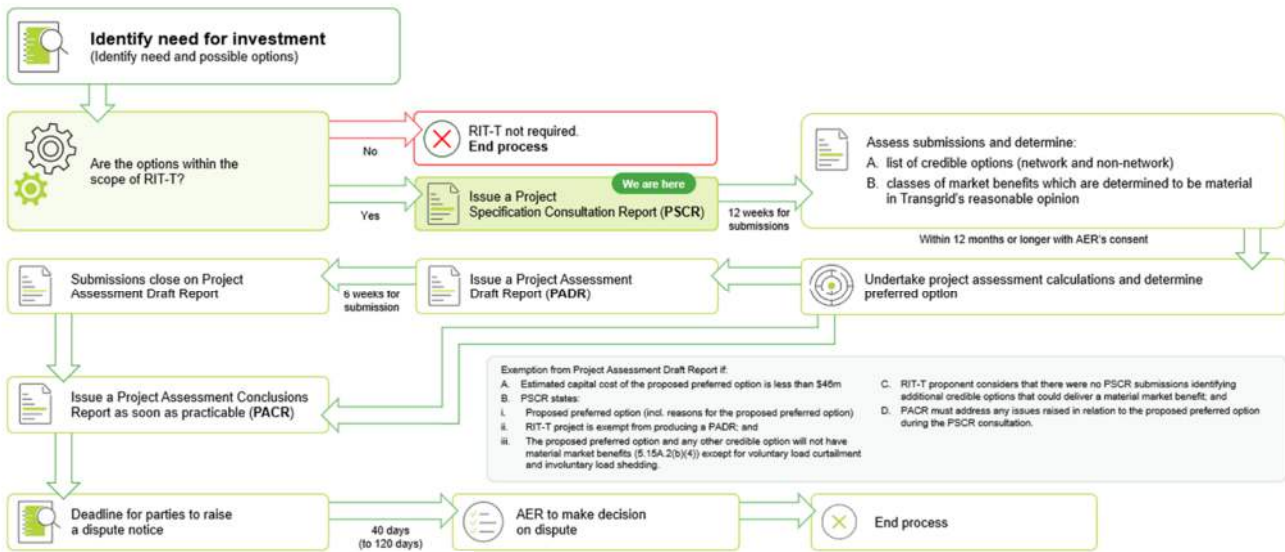 Identify need for investment
(Identify need and possible options)
Are the options within the
scope of RIT-T?
No
RIT-T not required.
End process
Yes
We are here
Issue a Project
Specification Consultation Report (PSCR)
12 weeks for
submissions
Assess submissions and determine:
A. list of credible options (network and non-network)
B. classes of market benefits which are determined to be material
in Transgrid's reasonable opinion
Within 12 months or longer with AER's consent
Undertake project assessment calculations and determine
preferred option
Issue a Project Assessment
Draft Report (PADR)
6 weeks for
submission
Submissions close on Project
Assessment Draft Report
Exemption from Project Assessment Draft Report if:
A. Estimated capital cost of the proposed preferred option is less than $46m
B. PSCR states:
i. Proposed preferred option (incl. reasons for the proposed preferred option)
ii. RIT-T project is exempt from producing a PADR; and
iii. The proposed preferred option and any other credible option will not have
material market benefits (5.15A.2(b)(4)) except for voluntary load curtailment
and involuntary load shedding.
C. RIT-T proponent considers that there were no PSCR submissions identifying
additional credible options that could deliver a material market benefit; and
D. PACR must address any issues raised in relation to the proposed preferred option
during the PSCR consultation.
Issue a Project Assessment Conclusions
Report as soon as practicable (PACR)
Deadline for parties to raise
a dispute notice
40 days
(to 120 days)
AER to make decision
on dispute
End process